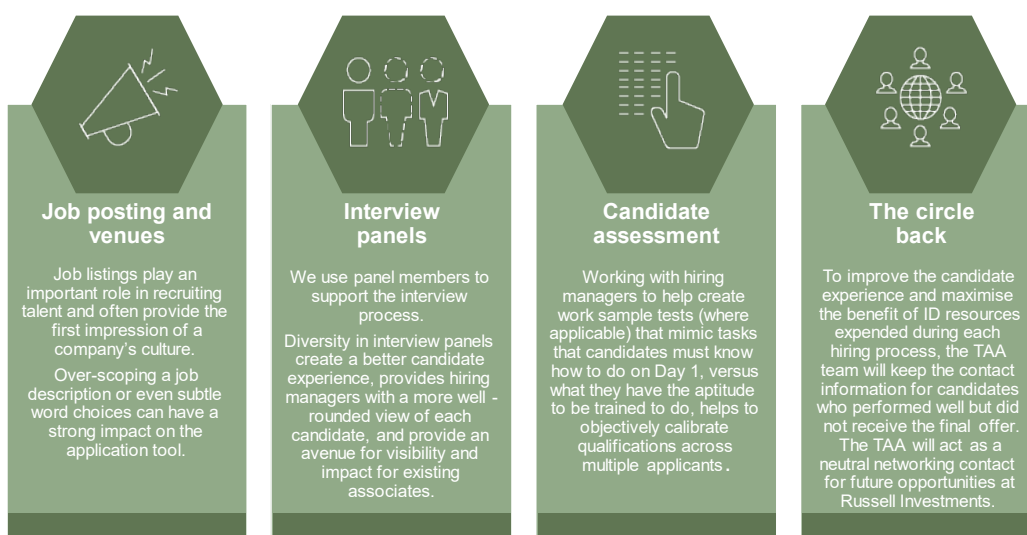 Job posting and
venues
Job listings play an
important role in recruiting
talent and often provide the
first impression of a
company's culture.
Over-scoping a job
description or even subtle
word choices can have a
strong impact on the
application tool.
Interview
panels
We use panel members to
support the interview
process.
Diversity in interview panels
create a better candidate
experience, provides hiring
managers with a more well -
rounded view of each
candidate, and provide an
avenue for visibility and
impact for existing
associates.
Candidate
assessment
Working with hiring
managers to help create
work sample tests (where
applicable) that mimic tasks
that candidates must know
how to do on Day 1, versus
what they have the aptitude
to be trained to do, helps to
objectively calibrate
qualifications across
multiple applicants.
The circle
back
To improve the candidate
experience and maximise
the benefit of ID resources
expended during each
hiring process, the TAA
team will keep the contact
information for candidates
who performed well but did
not receive the final offer.
The TAA will act as a
neutral networking contact
for future opportunities at
Russell Investments.